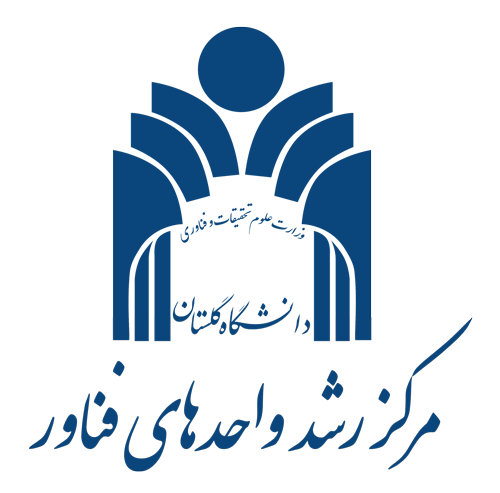 وزارت علوم تحقیقات و فناوری
دانشگاه گلستان
مرکز رشد واحدهای فناور